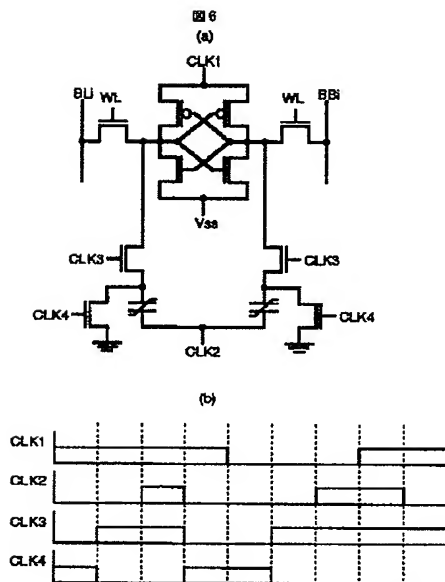 図6
(a)
CLK1
BLi WL WL BBi
Vss
CLK3 CLK3
CLK4 CLK4
CLK2
(b)
CLK1
CLK2
CLK3
CLK4